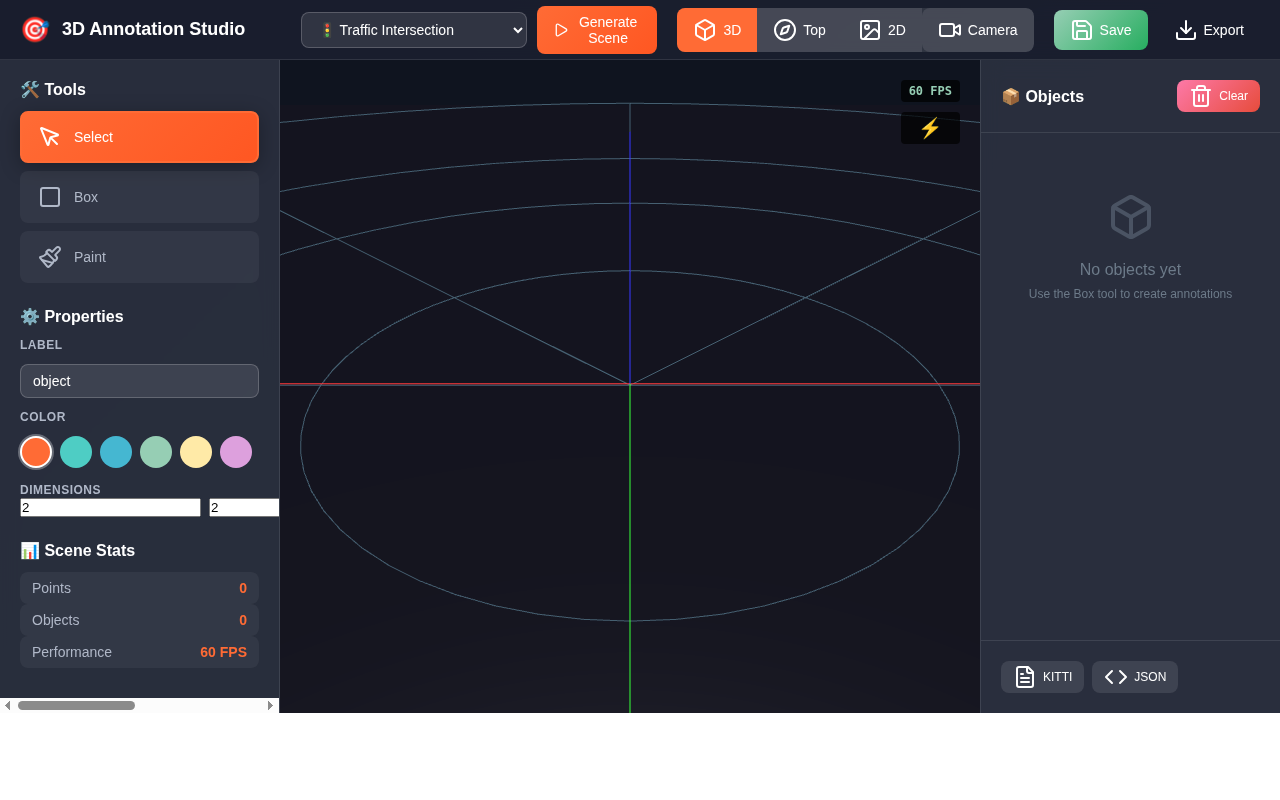 🎯 3D Annotation Studio
🚦 Traffic Intersection
Generate
Scene
3D
Top
2D
Camera
Save
Export
🛠️ Tools
Select
Box
Paint
⚙️ Properties
LABEL
object
COLOR
DIMENSIONS
2 2
📊 Scene Stats
Points 0
Objects 0
Performance 60 FPS
60 FPS
⚡
📦 Objects
Clear
No objects yet
Use the Box tool to create annotations
KITTI
JSON